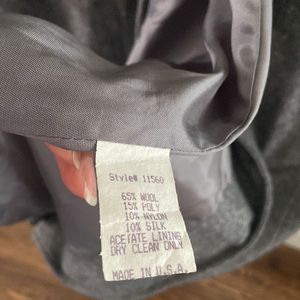 Style# 11560
65% WOOL
15% POLY
10% NYLON
10% SILK
ACETATE LINING
DRY CLEAN ONLY
MADE IN U.S.A.